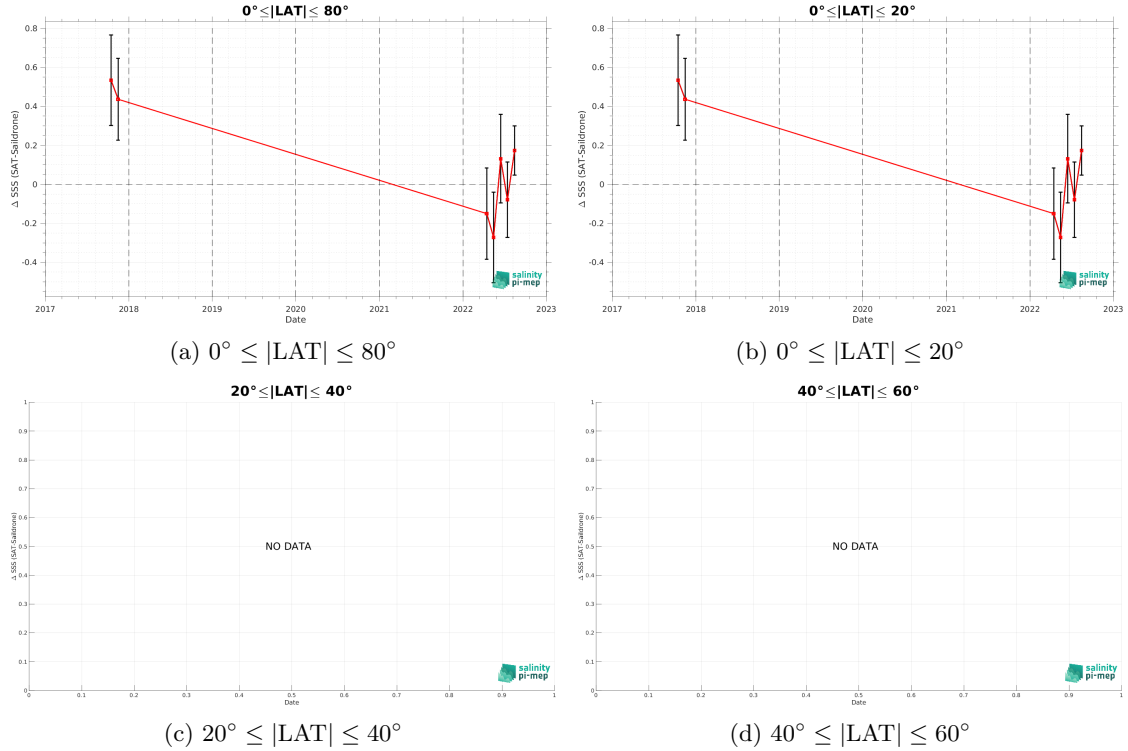 0°≤|LAT|≤ 80°
0.8
0.6
0.4
0.2
0
-0.2
-0.4
Δ SSS (SAT-Saildrone)
2017
2018
2019
2020
2021
2022
2023
Date
salinity
pi-mep
(a) 0° ≤ |LAT| ≤ 80°
0°≤|LAT|≤ 20°
0.8
0.6
0.4
0.2
0
-0.2
-0.4
Δ SSS (SAT-Saildrone)
2017
2018
2019
2020
2021
2022
2023
Date
salinity
pi-mep
(b) 0° ≤ |LAT| ≤ 20°
20°≤|LAT|≤ 40°
1
0.9
0.8
0.7
0.6
0.5
0.4
0.3
0.2
0.1
0
Δ SSS (SAT-Saildrone)
NO DATA
0
0.1
0.2
0.3
0.4
0.5
0.6
0.7
0.8
0.9
1
Date
salinity
pi-mep
(c) 20° ≤ |LAT| ≤ 40°
40°≤|LAT|≤ 60°
1
0.9
0.8
0.7
0.6
0.5
0.4
0.3
0.2
0.1
0
Δ SSS (SAT-Saildrone)
NO DATA
0
0.1
0.2
0.3
0.4
0.5
0.6
0.7
0.8
0.9
1
Date
salinity
pi-mep
(d) 40° ≤ |LAT| ≤ 60°